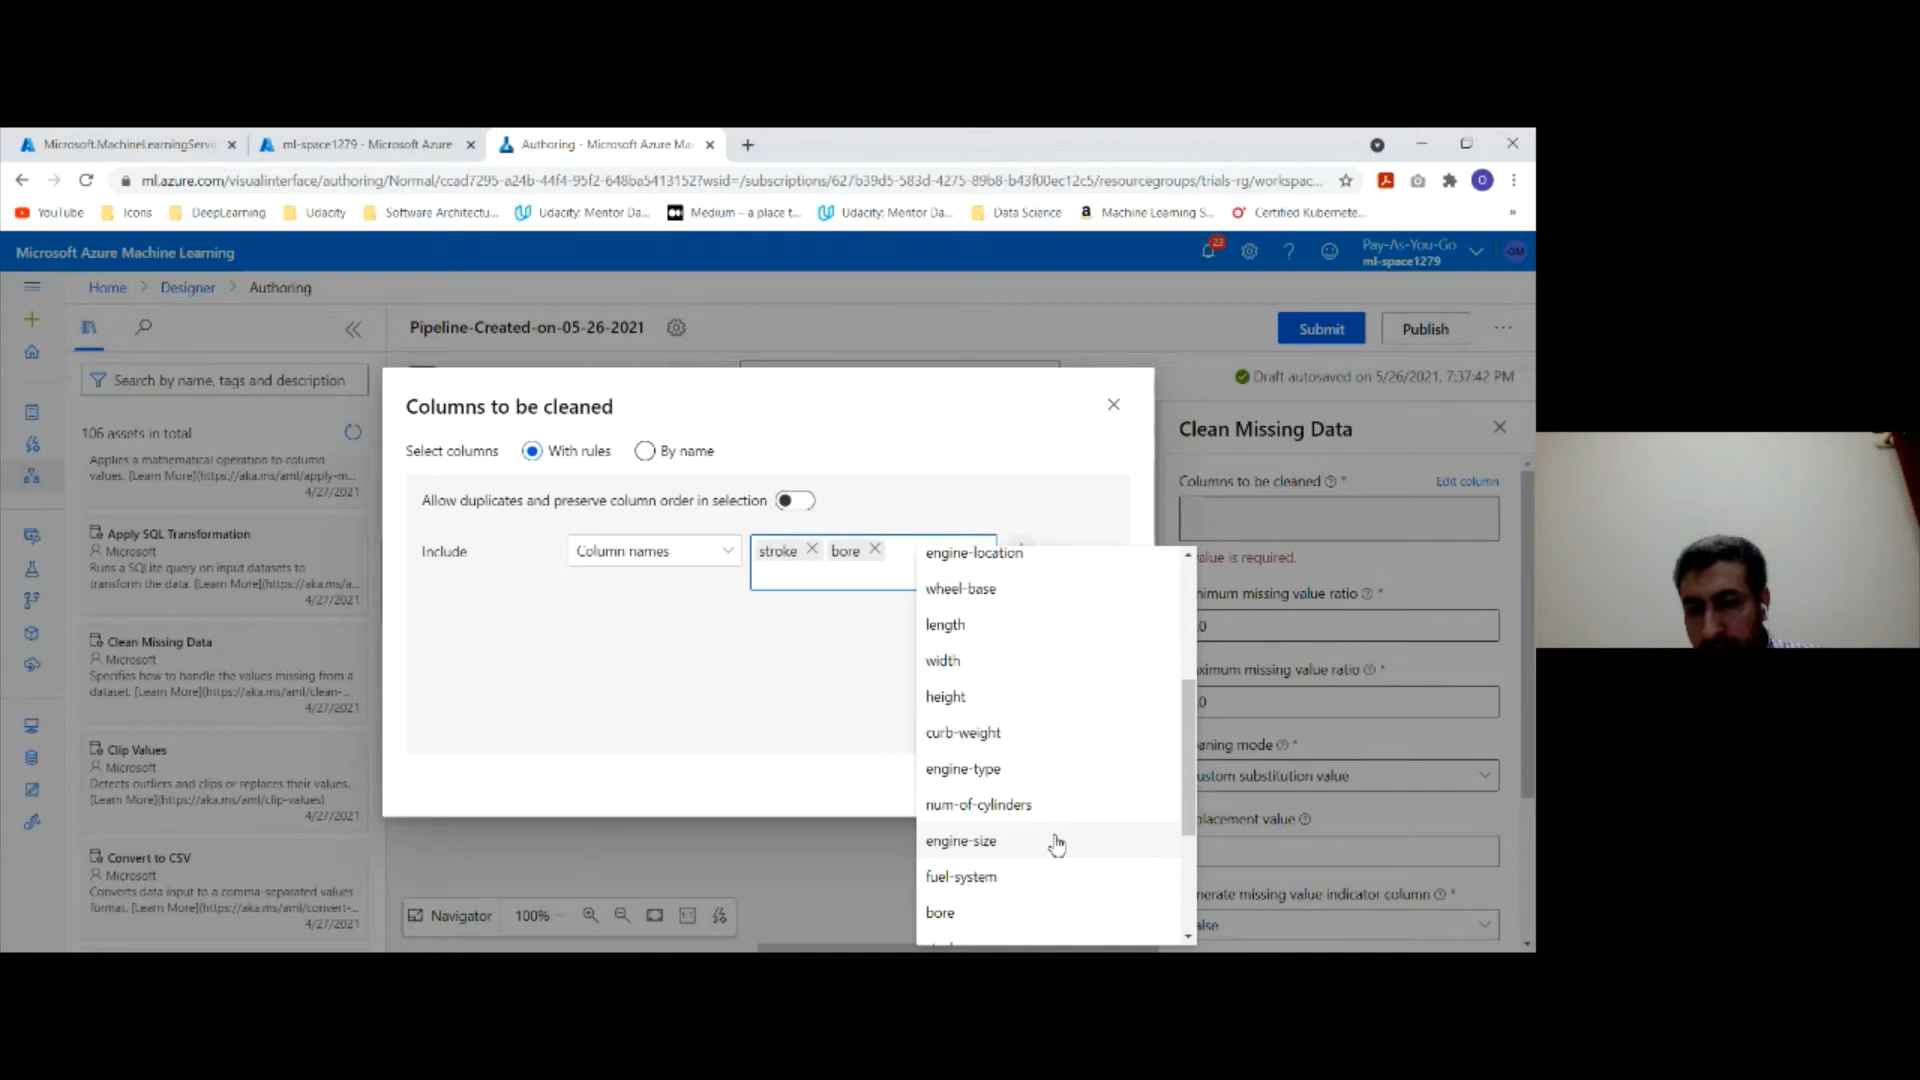 Microsoft.MachineLearningServi
ml-space1279 - Microsoft Azure
Authoring - Microsoft Azure Mac
ml.azure.com/visualinterface/authoring/Normal/ccad7295-a24b-44f4-95f2-648ba5413152?wsid=/subscriptions/627b39d5-583d-4275-89b8-b43f00ec12c5/resourcegroups/trials-rg/workspac...
O
YouTube
Icons
DeepLearning
Udacity
Software Architectu...
Udacity: Mentor Da...
Medium – a place t...
Udacity: Mentor Da...
Data Science
Machine Learning S...
Certified Kubernete...
Microsoft Azure Machine Learning
23
Pay-As-You-Go
ml-space1279
OM
Home > Designer > Authoring
Pipeline-Created-on-05-26-2021
Submit
Publish
Search by name, tags and description
Draft autosaved on 5/26/2021, 7:37:42 PM
106 assets in total
Applies a mathematical operation to column
values. [Learn More](https://aka.ms/aml/apply-m...
4/27/2021
Apply SQL Transformation
Microsoft
Runs a SQLite query on input datasets to
transform the data. [Learn More](https://aka.ms/a...
4/27/2021
Clean Missing Data
Microsoft
Specifies how to handle the values missing from a
dataset. [Learn More](https://aka.ms/aml/clean-...
4/27/2021
Clip Values
Microsoft
Detects outliers and clips or replaces their values.
[Learn More](https://aka.ms/aml/clip-values)
4/27/2021
Convert to CSV
Microsoft
Converts data input to a comma-separated values
format. [Learn More](https://aka.ms/aml/convert-...
4/27/2021
Columns to be cleaned
Select columns
With rules
By name
Allow duplicates and preserve column order in selection
Include
Column names
stroke
bore
engine-location
wheel-base
length
width
height
curb-weight
engine-type
num-of-cylinders
engine-size
fuel-system
bore
Navigator
100%
Clean Missing Data
Columns to be cleaned *
Edit column
alue is required.
nimum missing value ratio *
.0
ximum missing value ratio *
.0
aning mode *
ustom substitution value
placement value
nerate missing value indicator column *
alse